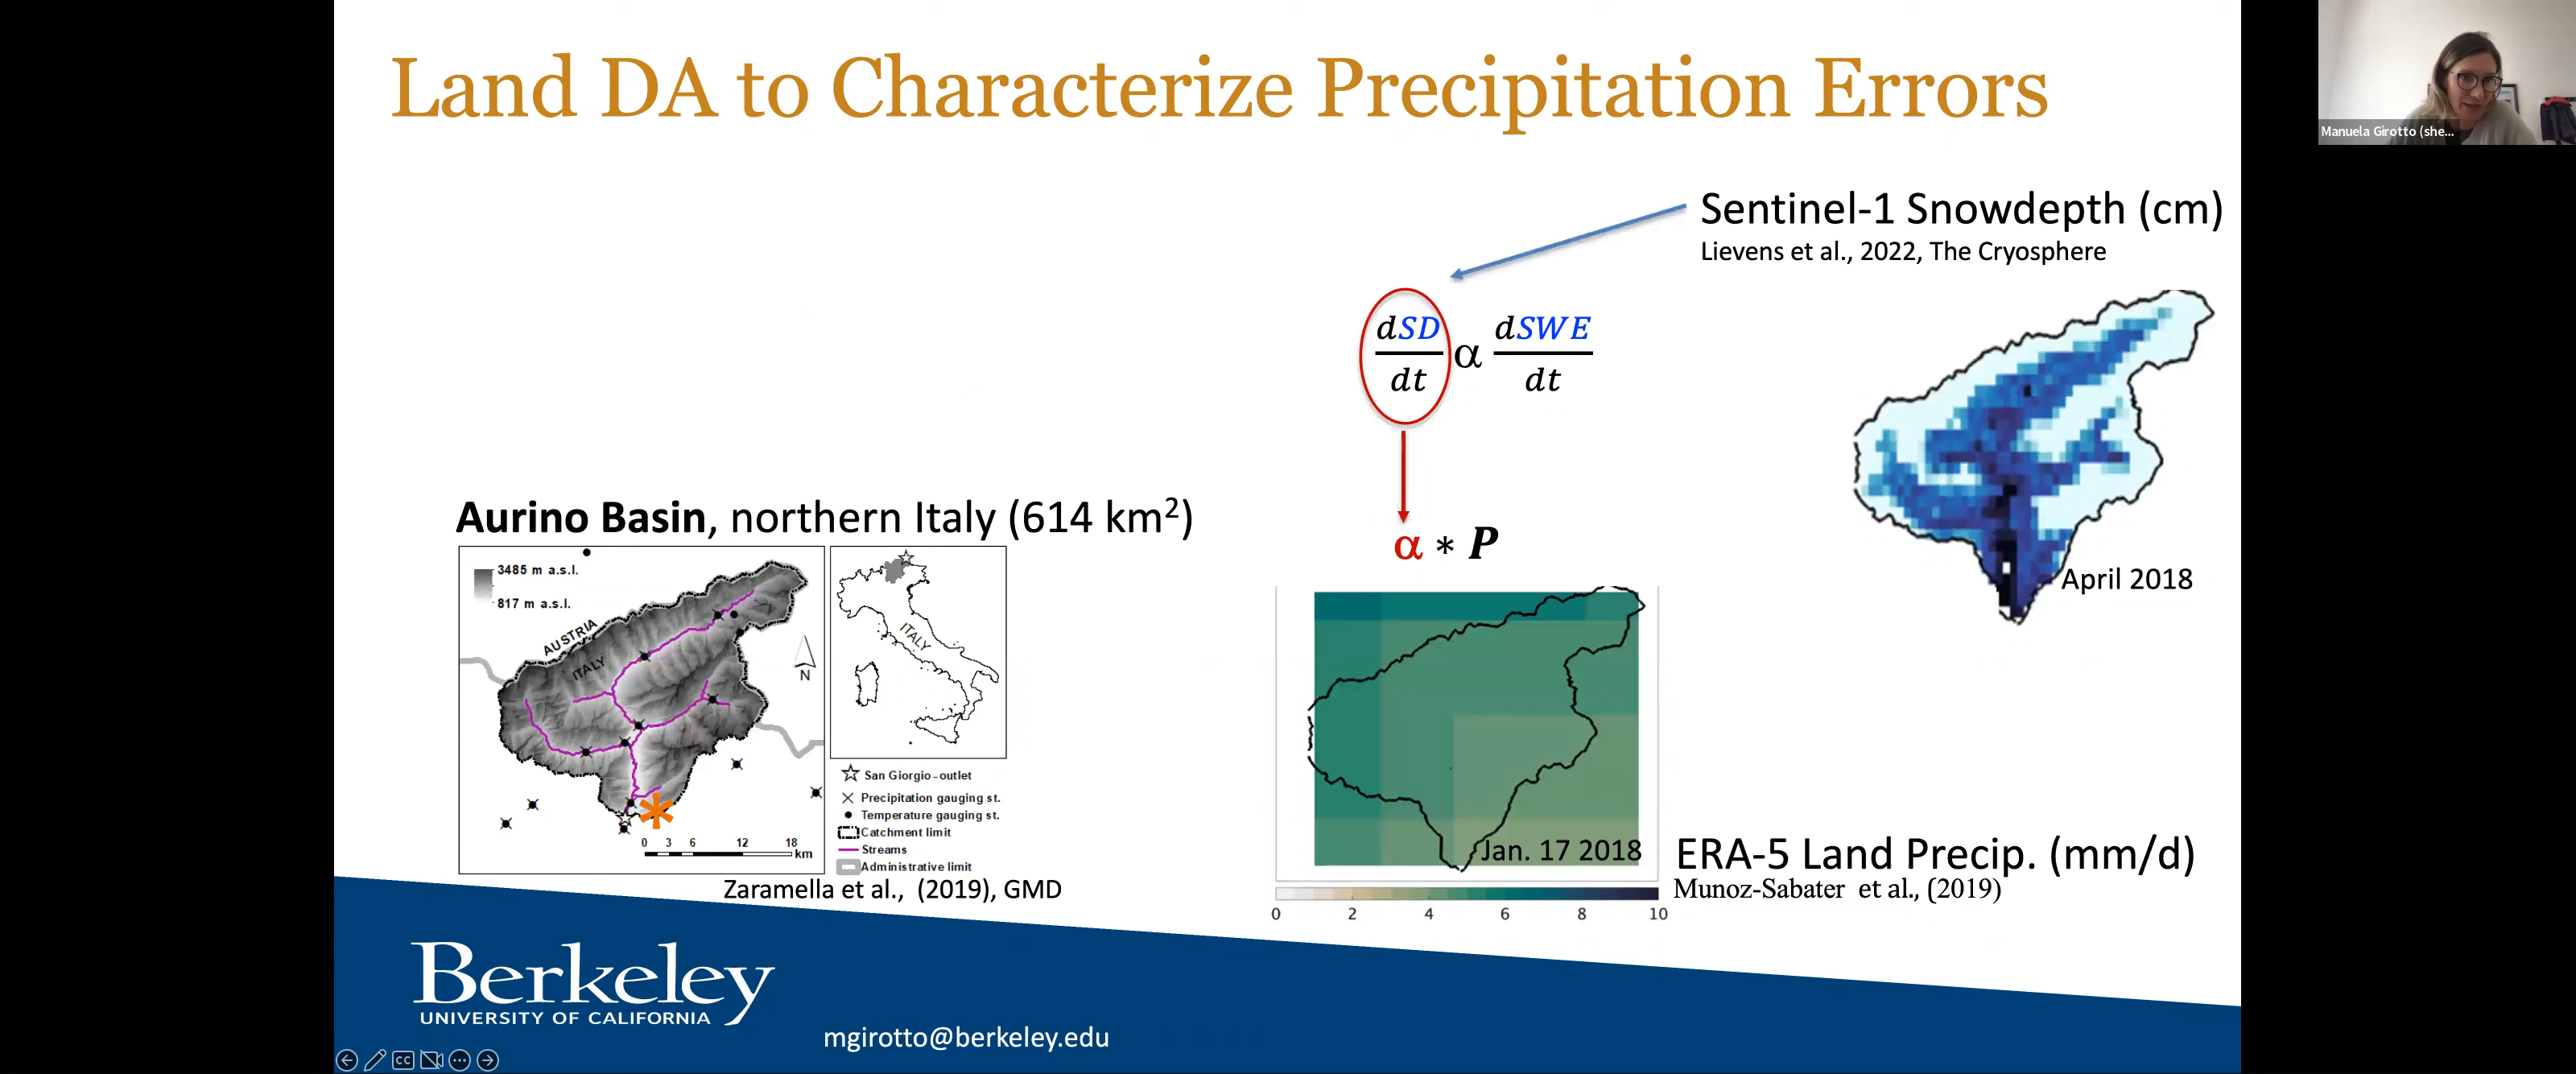 Land DA to Characterize Precipitation Errors
Manuela Girotto (she...
Sentinel-1 Snowdepth (cm)
Lievens et al., 2022, The Cryosphere
dSD/dt α dSWE/dt
α * P
April 2018
Aurino Basin, northern Italy (614 km²)
3485 m a.s.l.
817 m a.s.l.
AUSTRIA
ITALY
N
0 3 6 12 18
km
ITALY
San Giorgio-outlet
Precipitation gauging st.
Temperature gauging st.
Catchment limit
Streams
Administrative limit
Zaramella et al., (2019), GMD
Jan. 17 2018
0 2 4 6 8 10
ERA-5 Land Precip. (mm/d)
Munoz-Sabater et al., (2019)
Berkeley
UNIVERSITY OF CALIFORNIA
mgirotto@berkeley.edu
CC